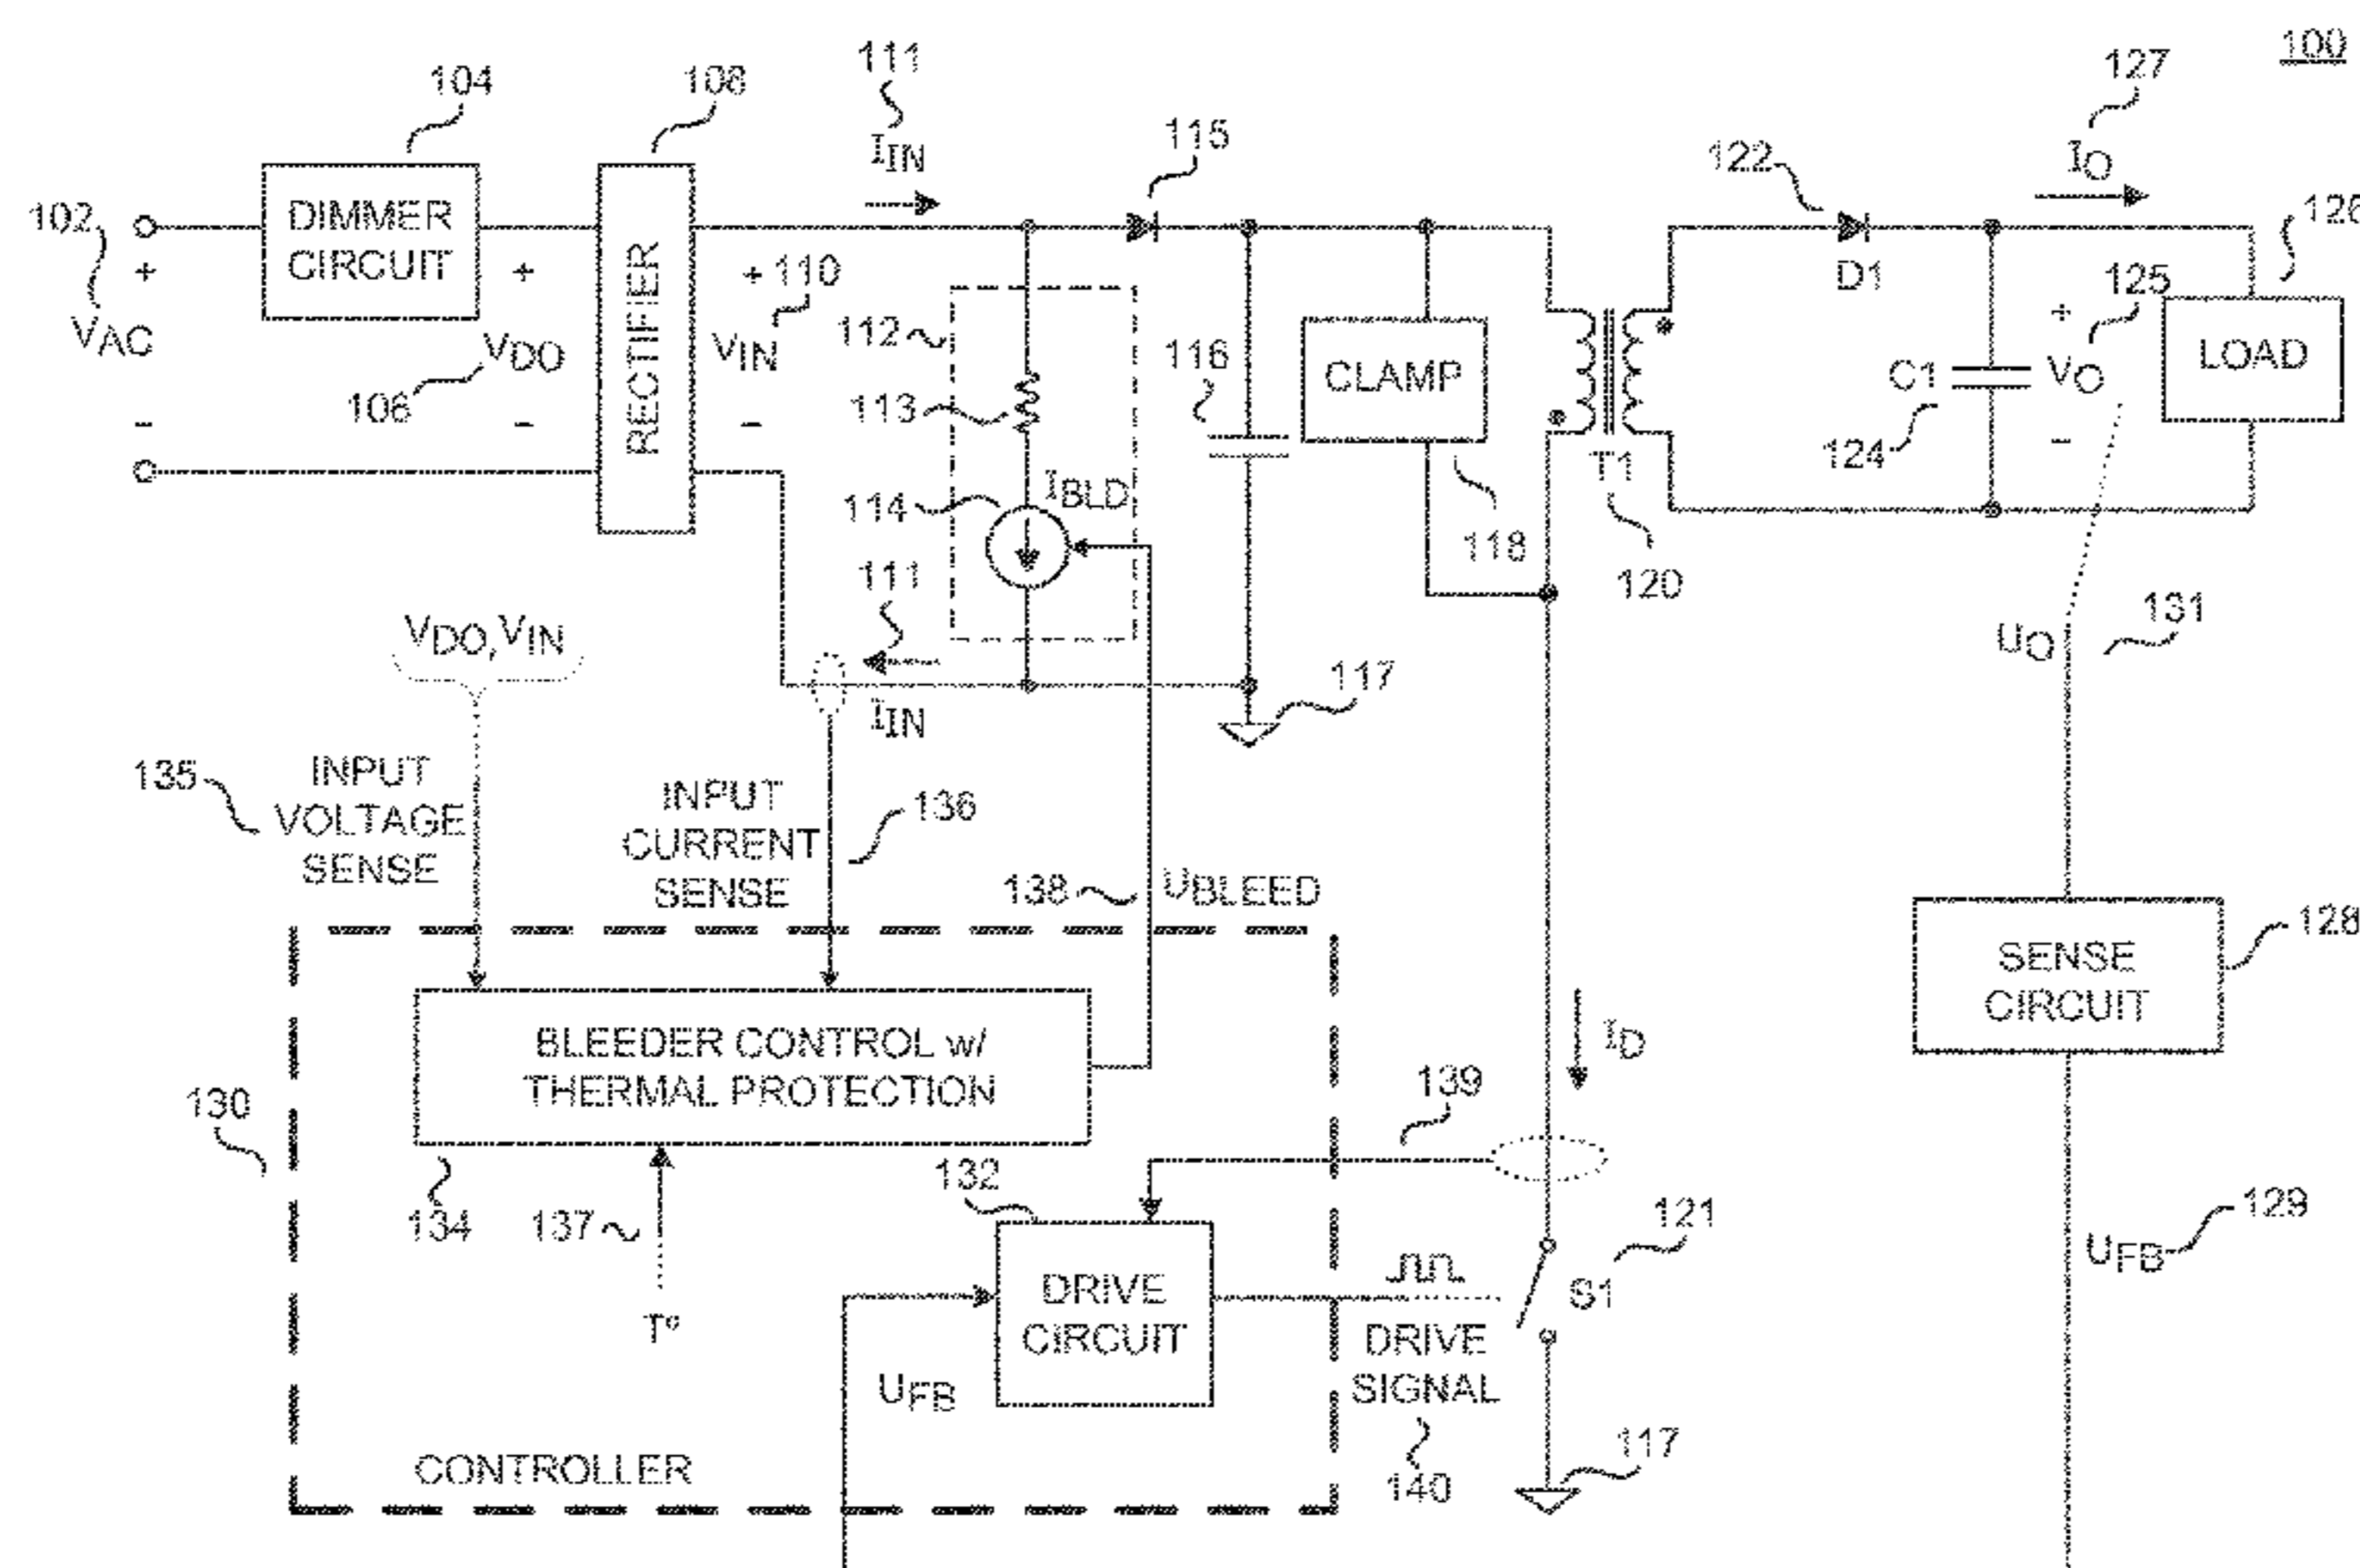 100
104
108
111
IIN
115
122
127
IO
126
102
+
VAC
-
DIMMER
CIRCUIT
+
VDO
106
-
RECTIFIER
+ 110
VIN
-
112
113
114
IBLD
116
CLAMP
118
T1
120
D1
C1
124
+
125
VO
-
LOAD
111
IIN
117
VDO,VIN
135
INPUT
VOLTAGE
SENSE
INPUT
CURRENT
SENSE
136
138
UBLEED
UO
131
SENSE
CIRCUIT
128
BLEEDER CONTROL w/
THERMAL PROTECTION
130
134
137
T°
132
139
ID
DRIVE
CIRCUIT
UFB
DRIVE
SIGNAL
140
S1
121
117
UFB
129
CONTROLLER